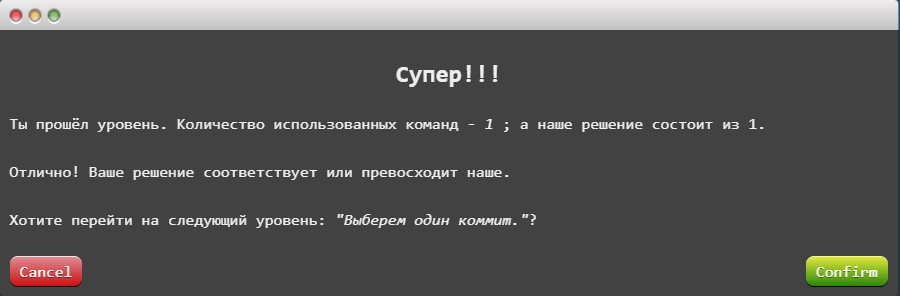 Супер!!!
Ты прошёл уровень. Количество использованных команд - 1 ; а наше решение состоит из 1.
Отлично! Ваше решение соответствует или превосходит наше.
Хотите перейти на следующий уровень: "Выберем один коммит."?
Cancel Confirm